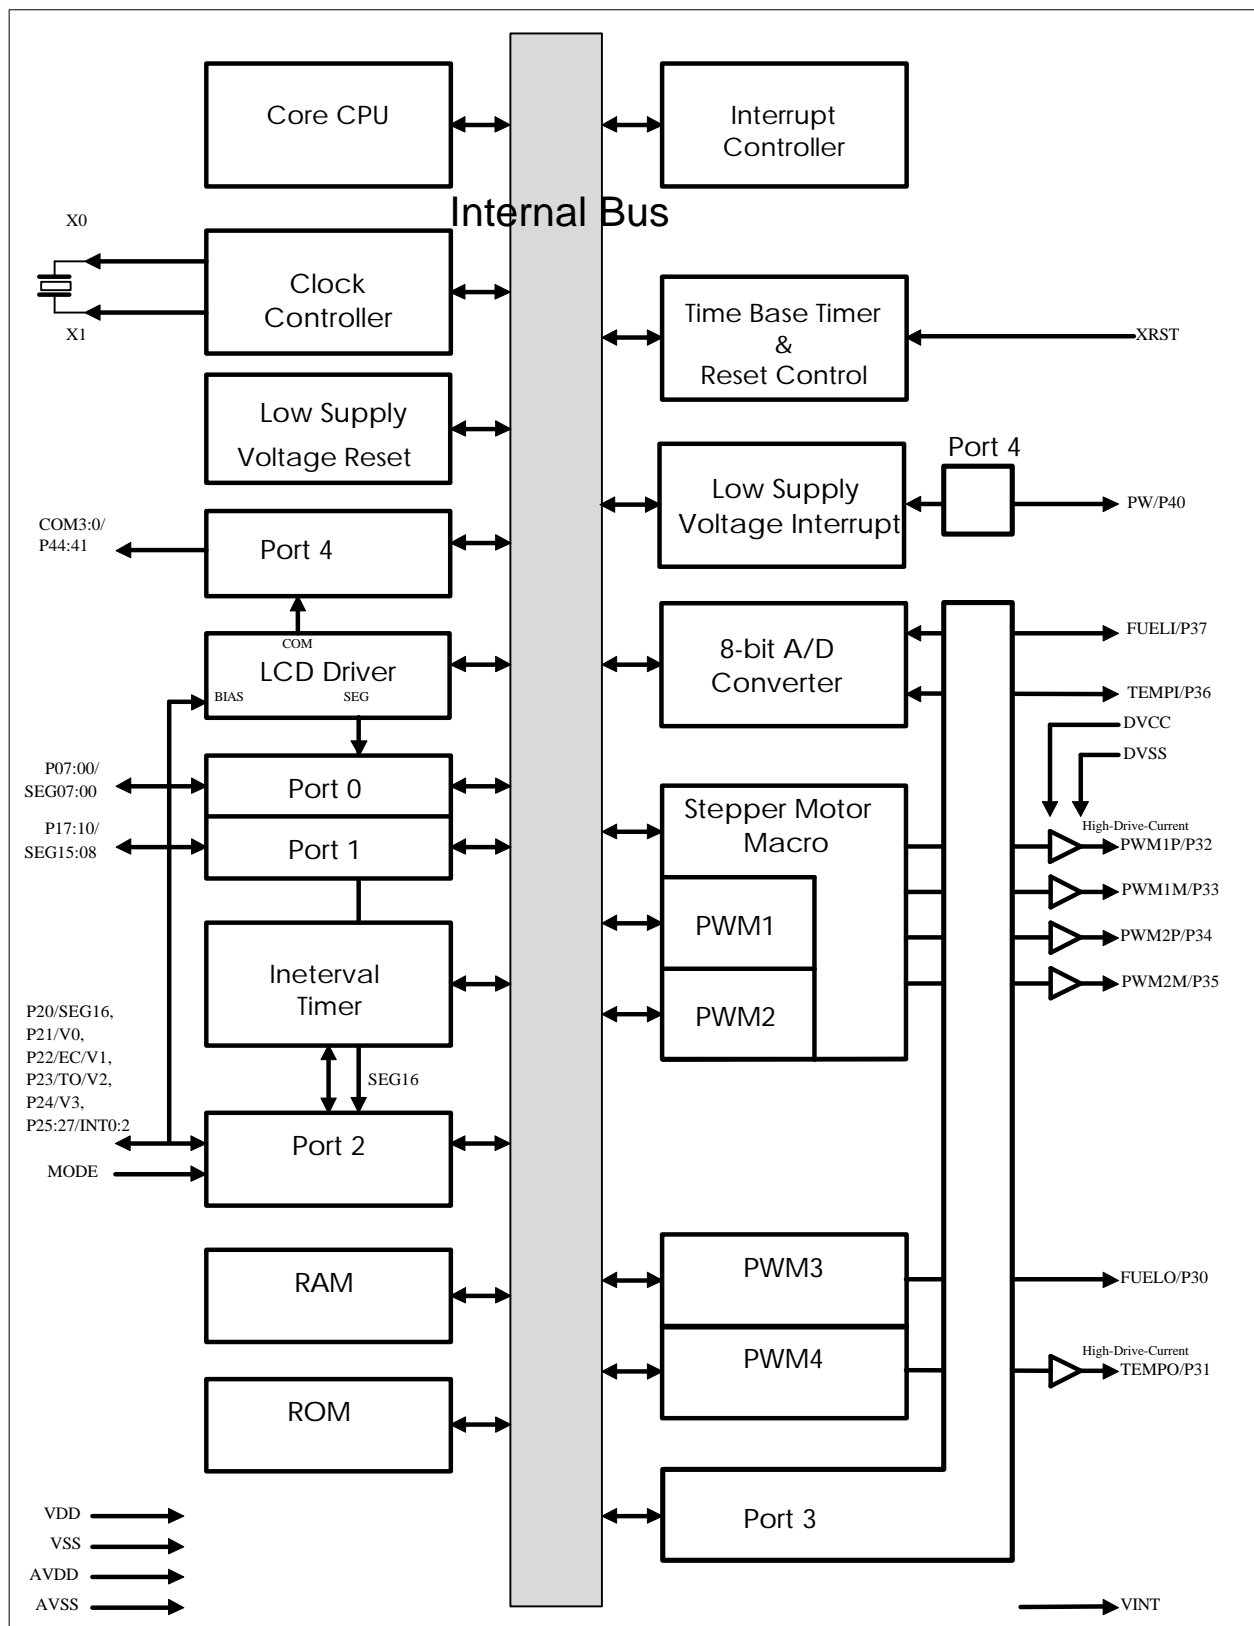 Core CPU
Internal Bus
X0
X1
Clock
Controller
Low Supply
Voltage Reset
COM3:0/
P44:41
Port 4
COM
LCD Driver
BIAS
SEG
P07:00/
SEG07:00
Port 0
P17:10/
SEG15:08
Port 1
Ineterval
Timer
P20/SEG16,
P21/V0,
P22/EC/V1,
P23/TO/V2,
P24/V3,
P25:27/INT0:2
SEG16
Port 2
MODE
RAM
ROM
VDD
VSS
AVDD
AVSS
Interrupt
Controller
Time Base Timer
&
Reset Control
XRST
Low Supply
Voltage Interrupt
Port 4
PW/P40
8-bit A/D
Converter
FUELI/P37
TEMPI/P36
DVCC
DVSS
Stepper Motor
Macro
PWM1
PWM2
High-Drive-Current
PWM1P/P32
PWM1M/P33
PWM2P/P34
PWM2M/P35
PWM3
FUELO/P30
PWM4
High-Drive-Current
TEMPO/P31
Port 3
VINT